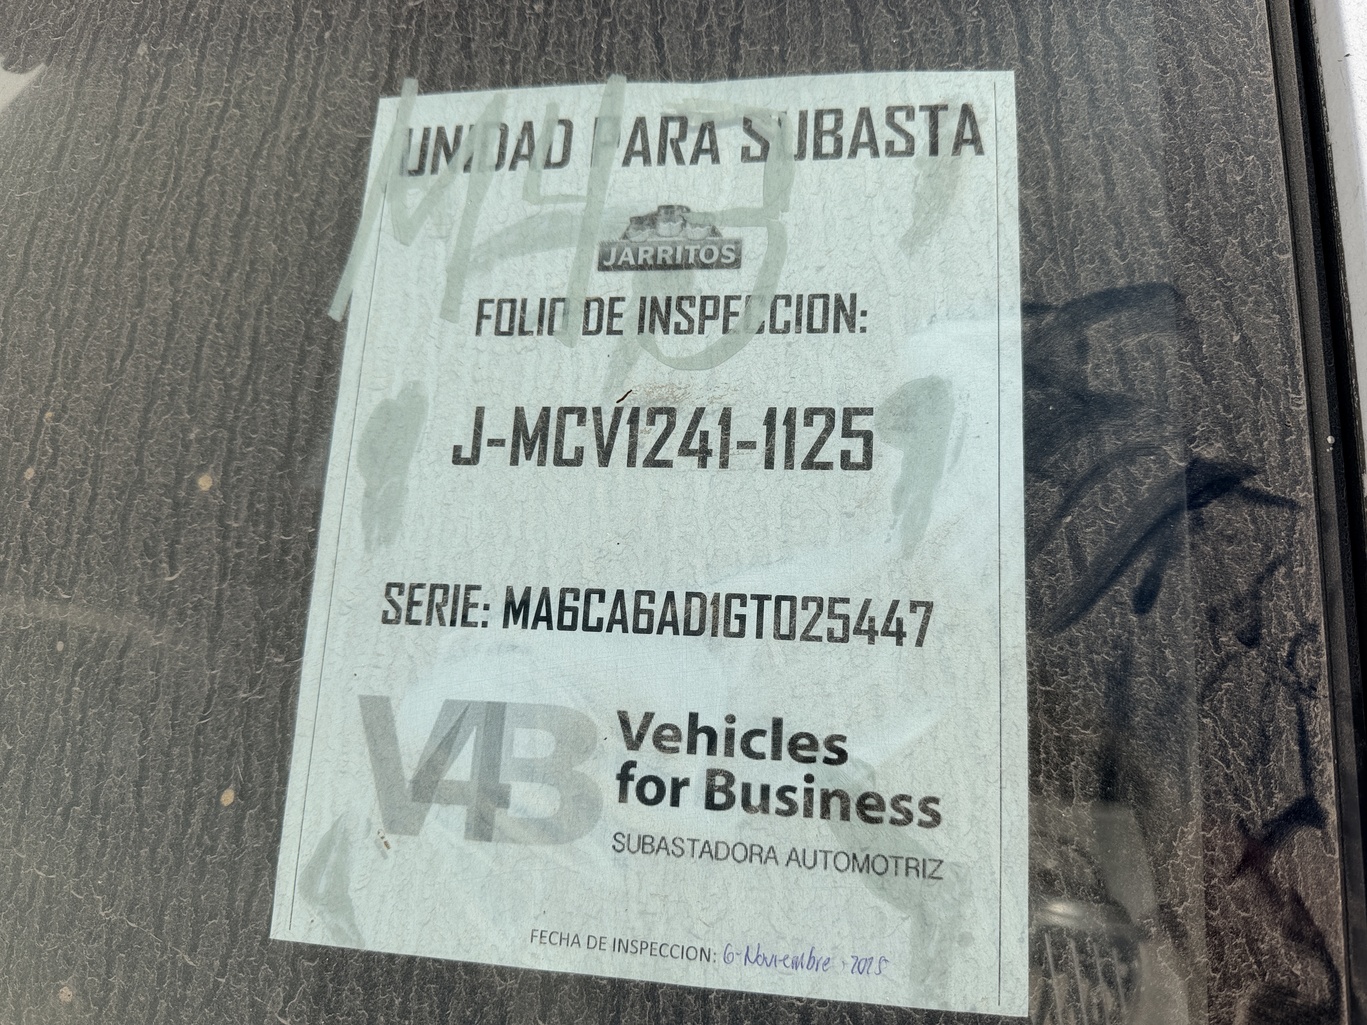 UNIDAD PARA SUBASTA
JARRITOS
FOLIO DE INSPECCION:
J-MCV1241-1125
SERIE: MA6CA6AD1GT025447
V4B
Vehicles
for Business
SUBASTADORA AUTOMOTRIZ
FECHA DE INSPECCION: 6-Noviembre-2025